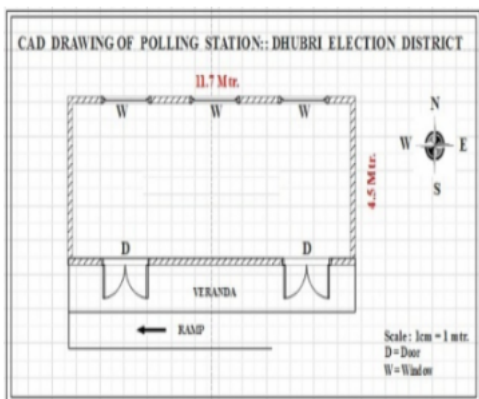 CAD DRAWING OF POLLING STATION:: DHUBRI ELECTION DISTRICT
11.7 Mtr.
W W W
N
W E
S
4.5 Mtr.
D D
VERANDA
RAMP
Scale: 1cm = 1 mtr.
D=Door
W=Window